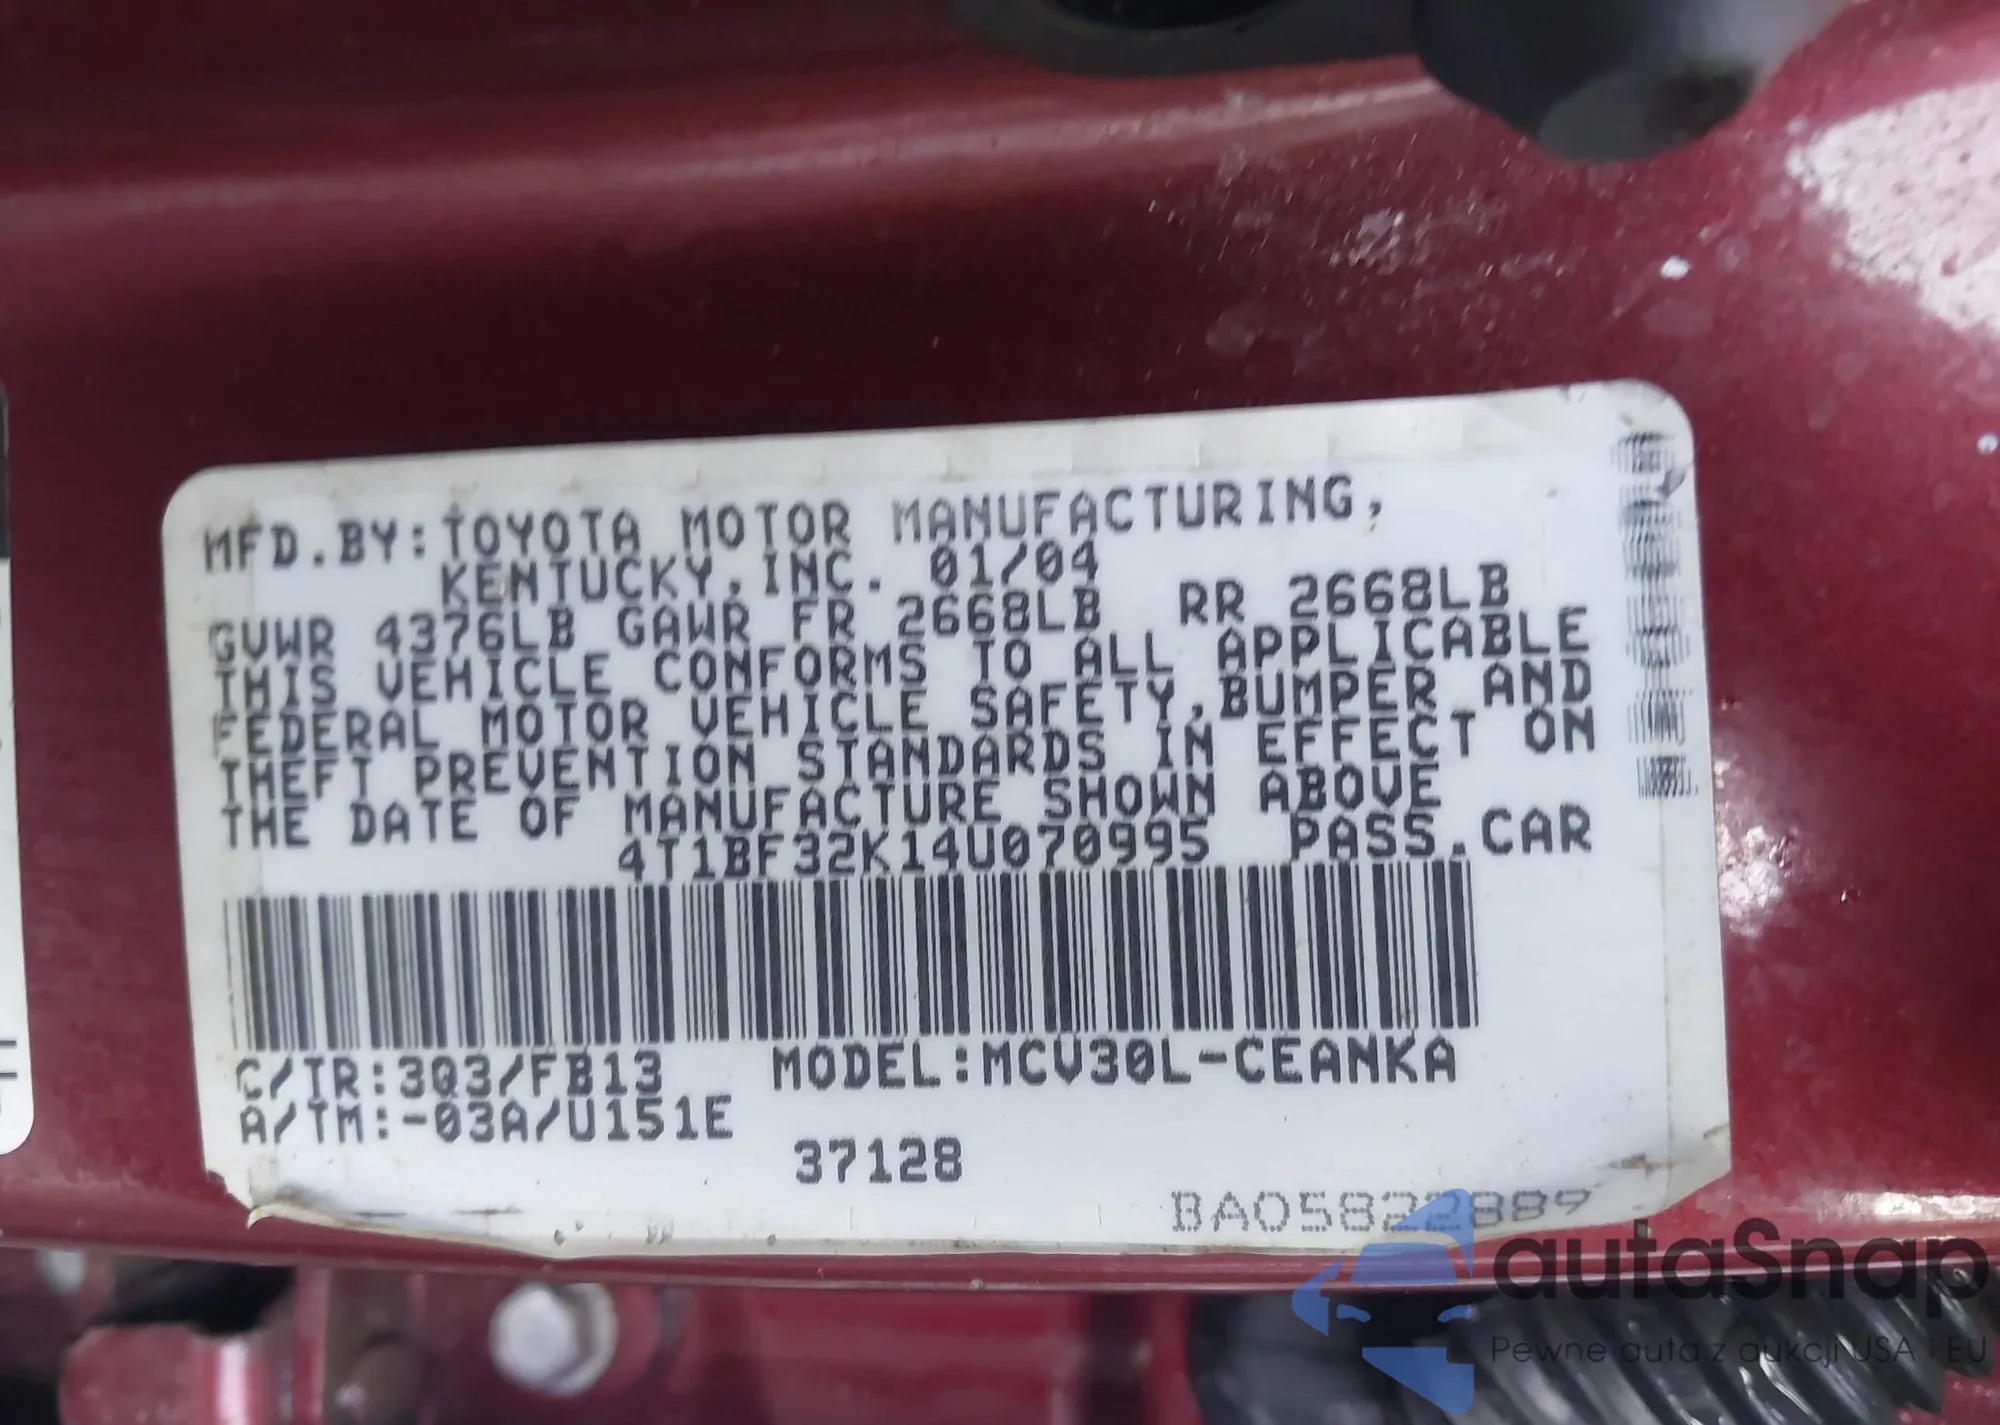 MFD.BY:TOYOTA MOTOR MANUFACTURING,
KENTUCKY,INC. 01/04
GVWR 4376LB GAWR FR 2668LB RR 2668LB
THIS VEHICLE CONFORMS TO ALL APPLICABLE
FEDERAL MOTOR VEHICLE SAFETY,BUMPER AND
THEFT PREVENTION STANDARDS IN EFFECT ON
THE DATE OF MANUFACTURE SHOWN ABOVE
4T1BF32K14U070995 PASS.CAR
C/TR:3Q3/FB13 MODEL:MCV30L-CEANKA
A/TM:-03A/U151E
37128
BA05822889
autaSnap
Pewne auta z aukcji USA i EU